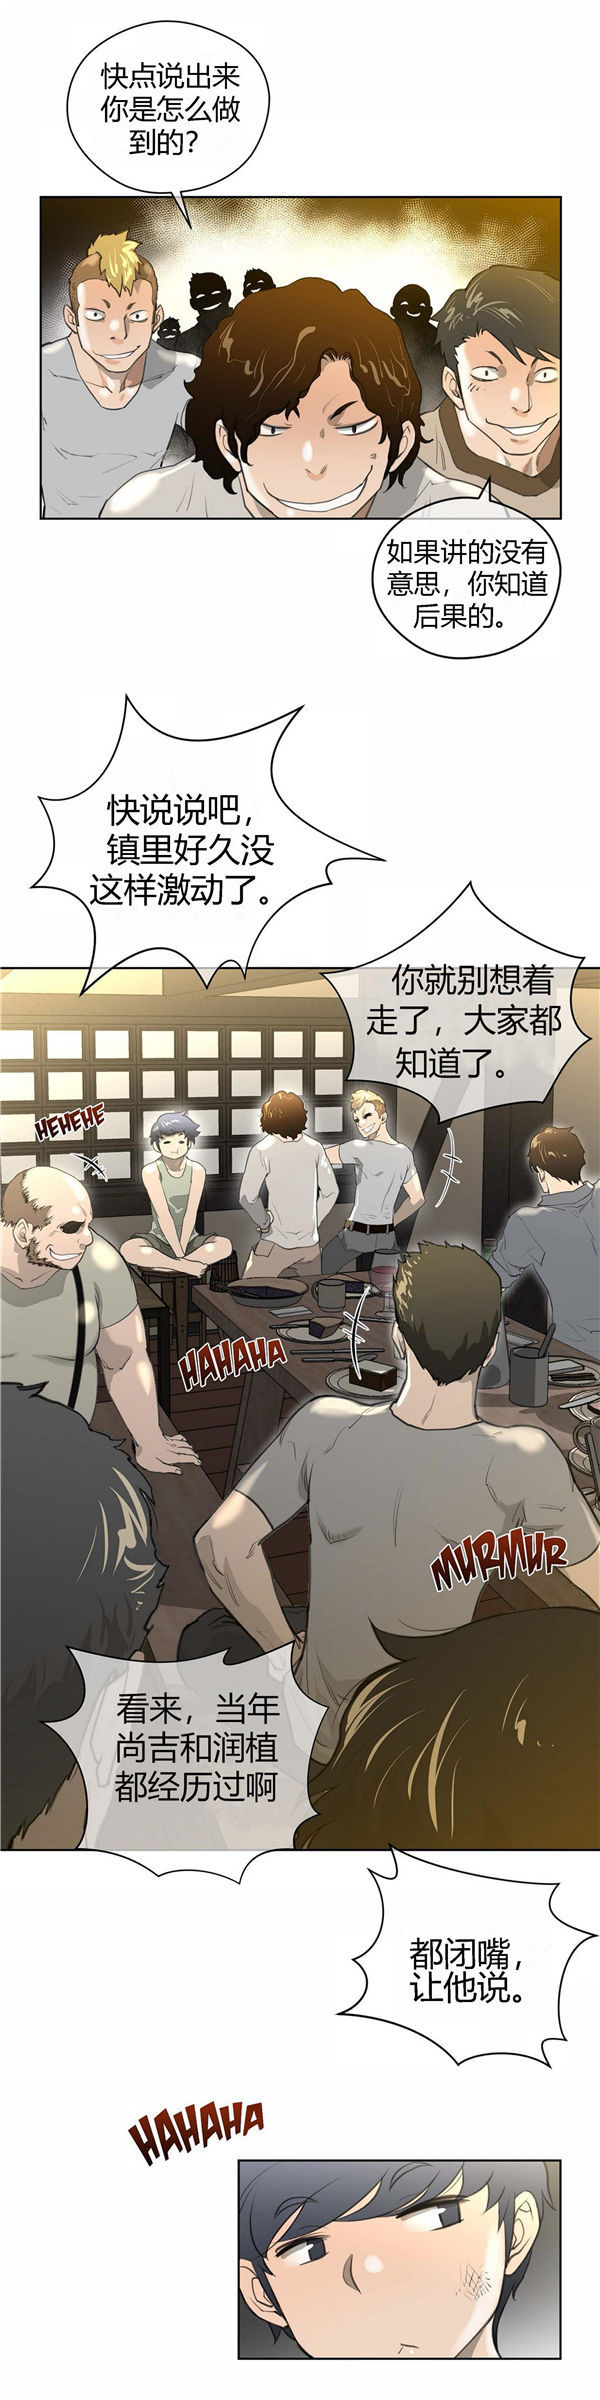 快点说出来
你是怎么做
到的？
如果讲的没有
意思，你知道
后果的。
快说说吧，
镇里好久没
这样激动了。
你就别想着
走了，大家都
知道了。
HEHEHE
HAHAHA
MURMUR
看来，当年
尚吉和润植
都经历过啊
都闭嘴，
让他说。
HAHAHA